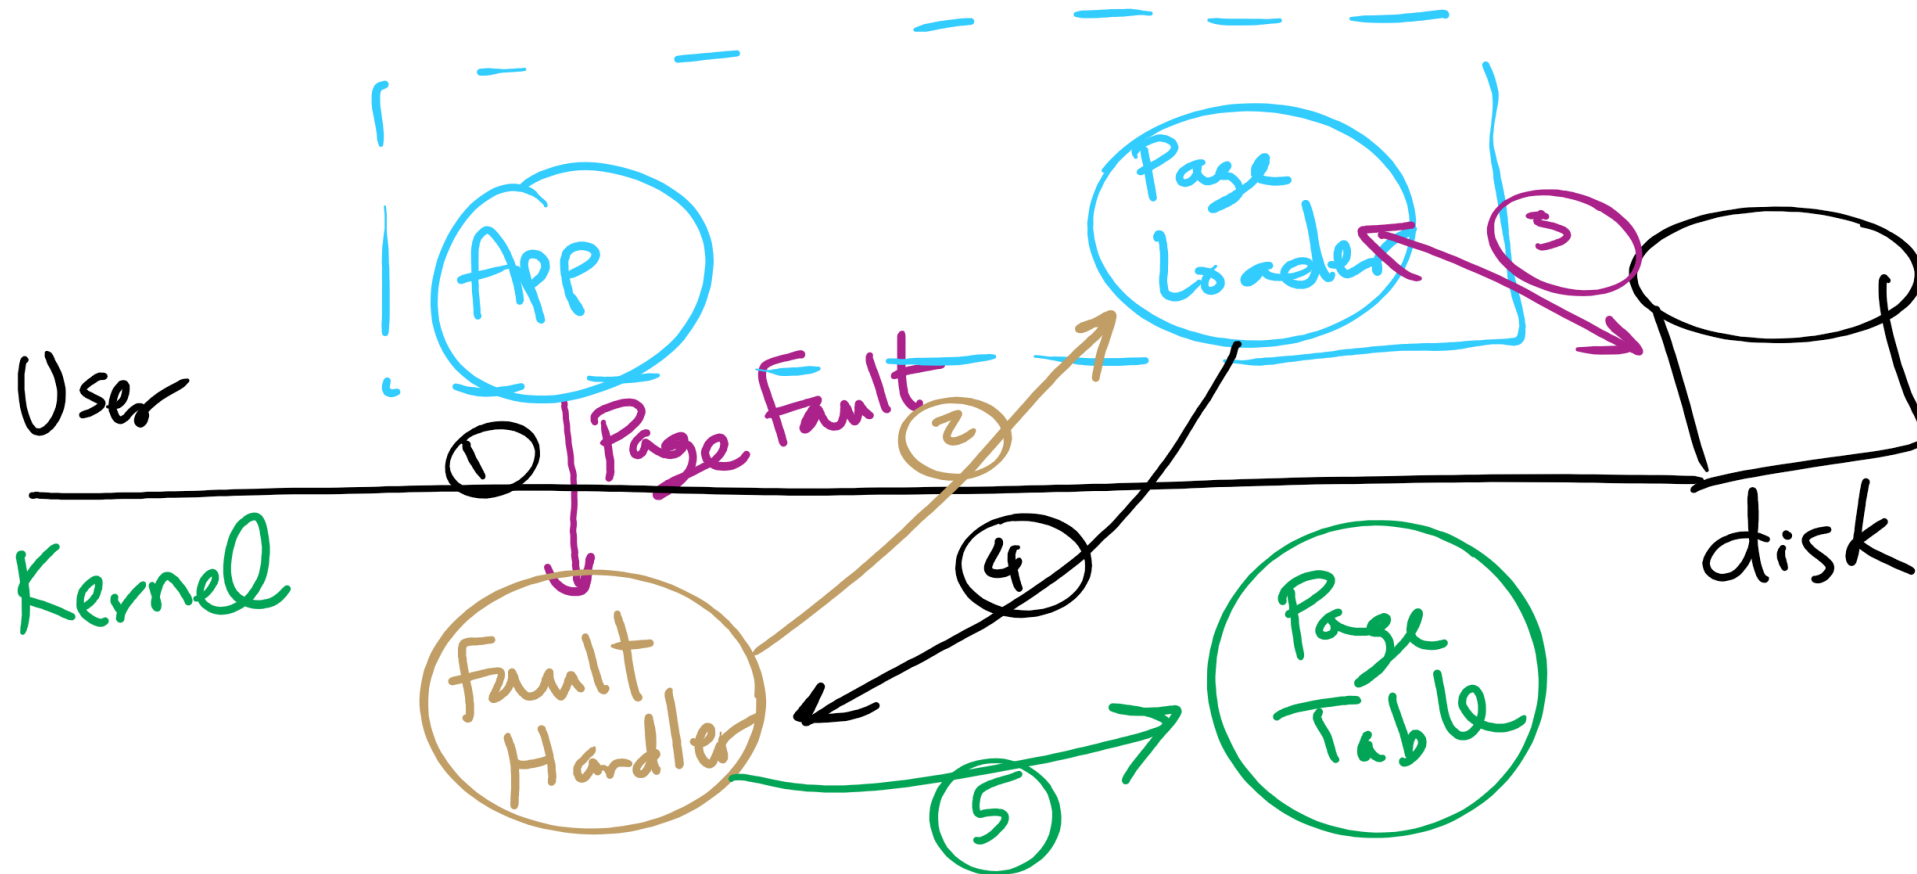 App
Page
Loader
3
User
1
Page Fault
2
Kernel
4
disk
Fault
Handler
Page
Table
5